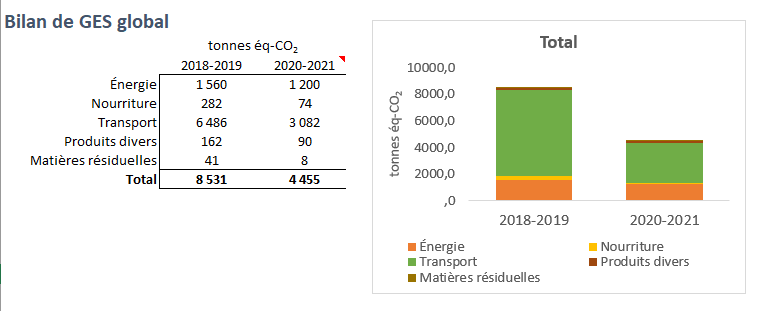 Bilan de GES global
tonnes éq-CO₂
2018-2019 2020-2021
Énergie 1 560 1 200
Nourriture 282 74
Transport 6 486 3 082
Produits divers 162 90
Matières résiduelles 41 8
Total 8 531 4 455
Total
tonnes éq-CO₂
10000,0
8000,0
6000,0
4000,0
2000,0
,0
2018-2019 2020-2021
Énergie Nourriture
Transport Produits divers
Matières résiduelles